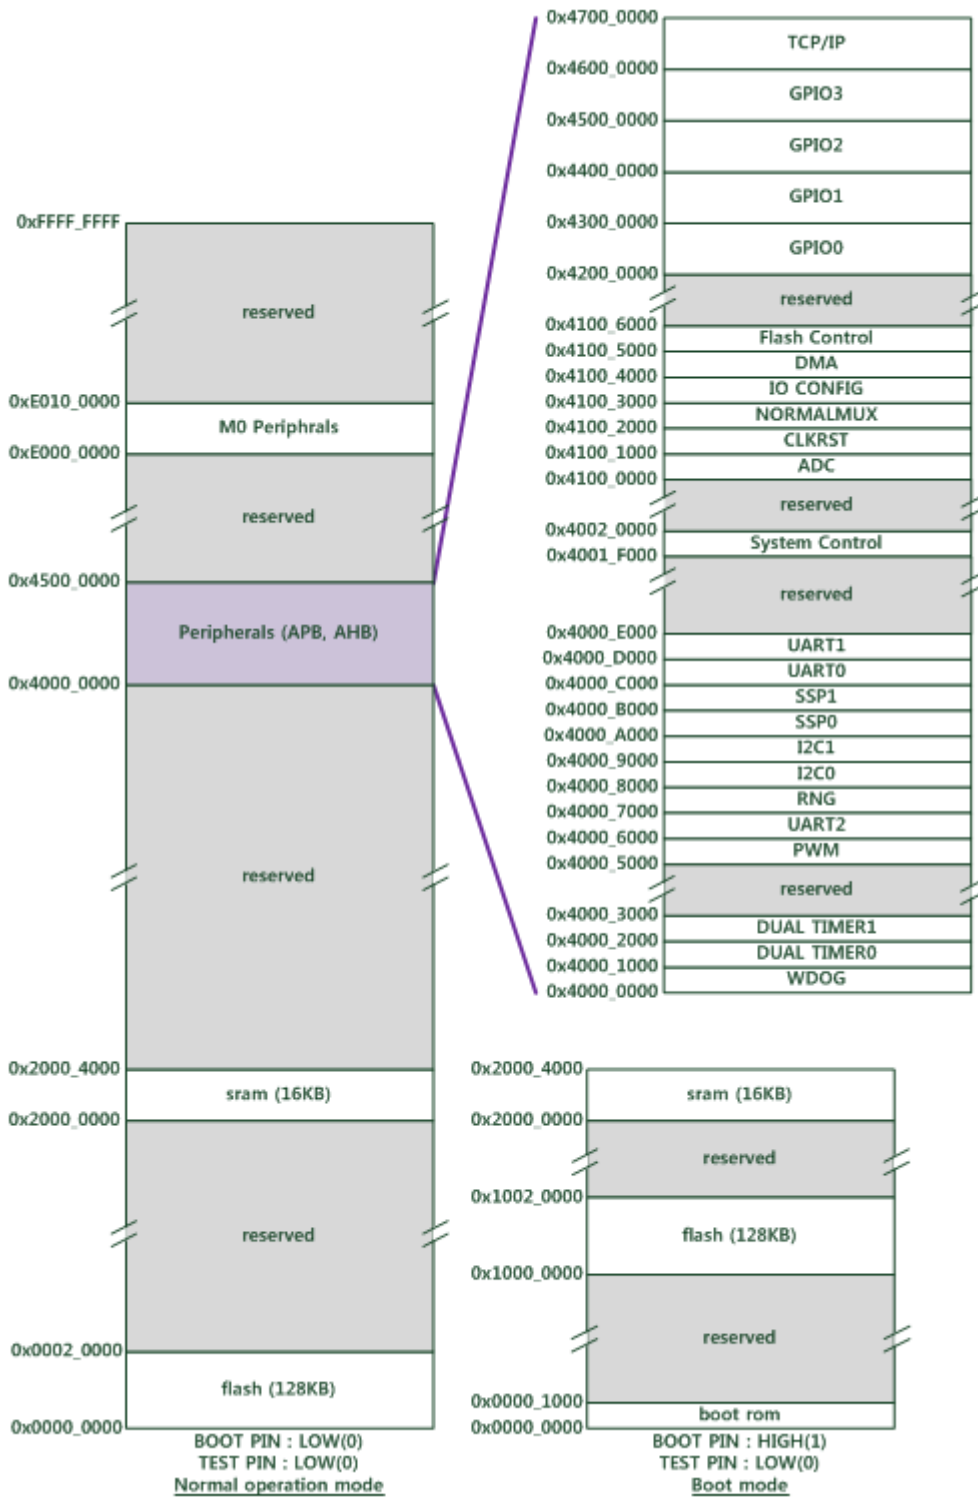 0x4700_0000
TCP/IP
0x4600_0000
GPIO3
0x4500_0000
GPIO2
0x4400_0000
GPIO1
0x4300_0000
GPIO0
0x4200_0000
reserved
0x4100_6000
Flash Control
0x4100_5000
DMA
0x4100_4000
IO CONFIG
0x4100_3000
NORMALMUX
0x4100_2000
CLKRST
0x4100_1000
ADC
0x4100_0000
reserved
0x4002_0000
System Control
0x4001_F000
reserved
0x4000_E000
UART1
0x4000_D000
UART0
0x4000_C000
SSP1
0x4000_B000
SSP0
0x4000_A000
I2C1
0x4000_9000
I2C0
0x4000_8000
RNG
0x4000_7000
UART2
0x4000_6000
PWM
0x4000_5000
reserved
0x4000_3000
DUAL TIMER1
0x4000_2000
DUAL TIMER0
0x4000_1000
WDOG
0x4000_0000
0xFFFF_FFFF
reserved
0xE010_0000
M0 Periphrals
0xE000_0000
reserved
0x4500_0000
Peripherals (APB, AHB)
0x4000_0000
reserved
0x2000_4000
sram (16KB)
0x2000_0000
reserved
0x0002_0000
flash (128KB)
0x0000_0000
BOOT PIN : LOW(0)
TEST PIN : LOW(0)
Normal operation mode
0x2000_4000
sram (16KB)
0x2000_0000
reserved
0x1002_0000
flash (128KB)
0x1000_0000
reserved
0x0000_1000
boot rom
0x0000_0000
BOOT PIN : HIGH(1)
TEST PIN : LOW(0)
Boot mode